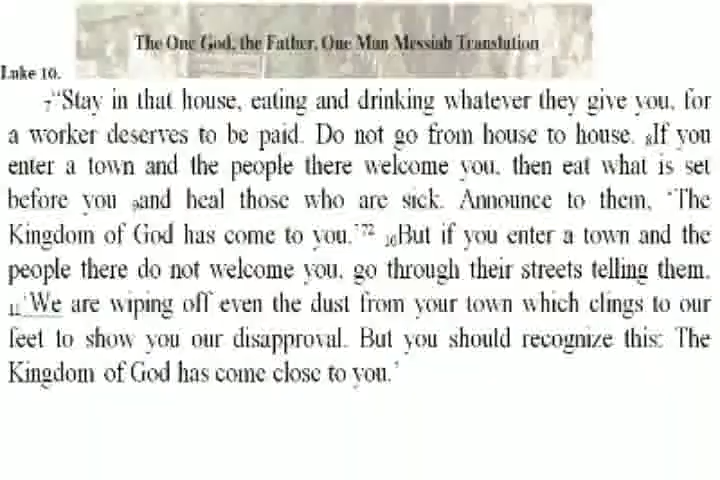 The One God, the Father, One Man Messiah Translation
Luke 10.
7“Stay in that house, eating and drinking whatever they give you, for
a worker deserves to be paid. Do not go from house to house. 8If you
enter a town and the people there welcome you, then eat what is set
before you 9and heal those who are sick. Announce to them, ‘The
Kingdom of God has come to you.’72 10But if you enter a town and the
people there do not welcome you, go through their streets telling them,
11‘We are wiping off even the dust from your town which clings to our
feet to show you our disapproval. But you should recognize this: The
Kingdom of God has come close to you.’